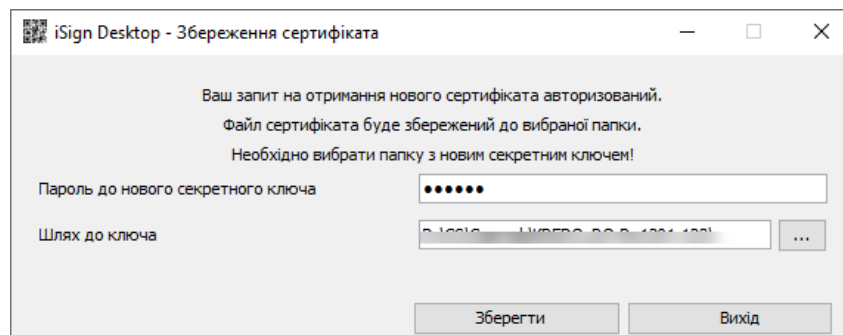 iSign Desktop - Збереження сертифіката
Ваш запит на отримання нового сертифіката авторизований.
Файл сертифіката буде збережений до вибраної папки.
Необхідно вибрати папку з новим секретним ключем!
Пароль до нового секретного ключа ●●●●●●
Шлях до ключа ...
Зберегти Вихід